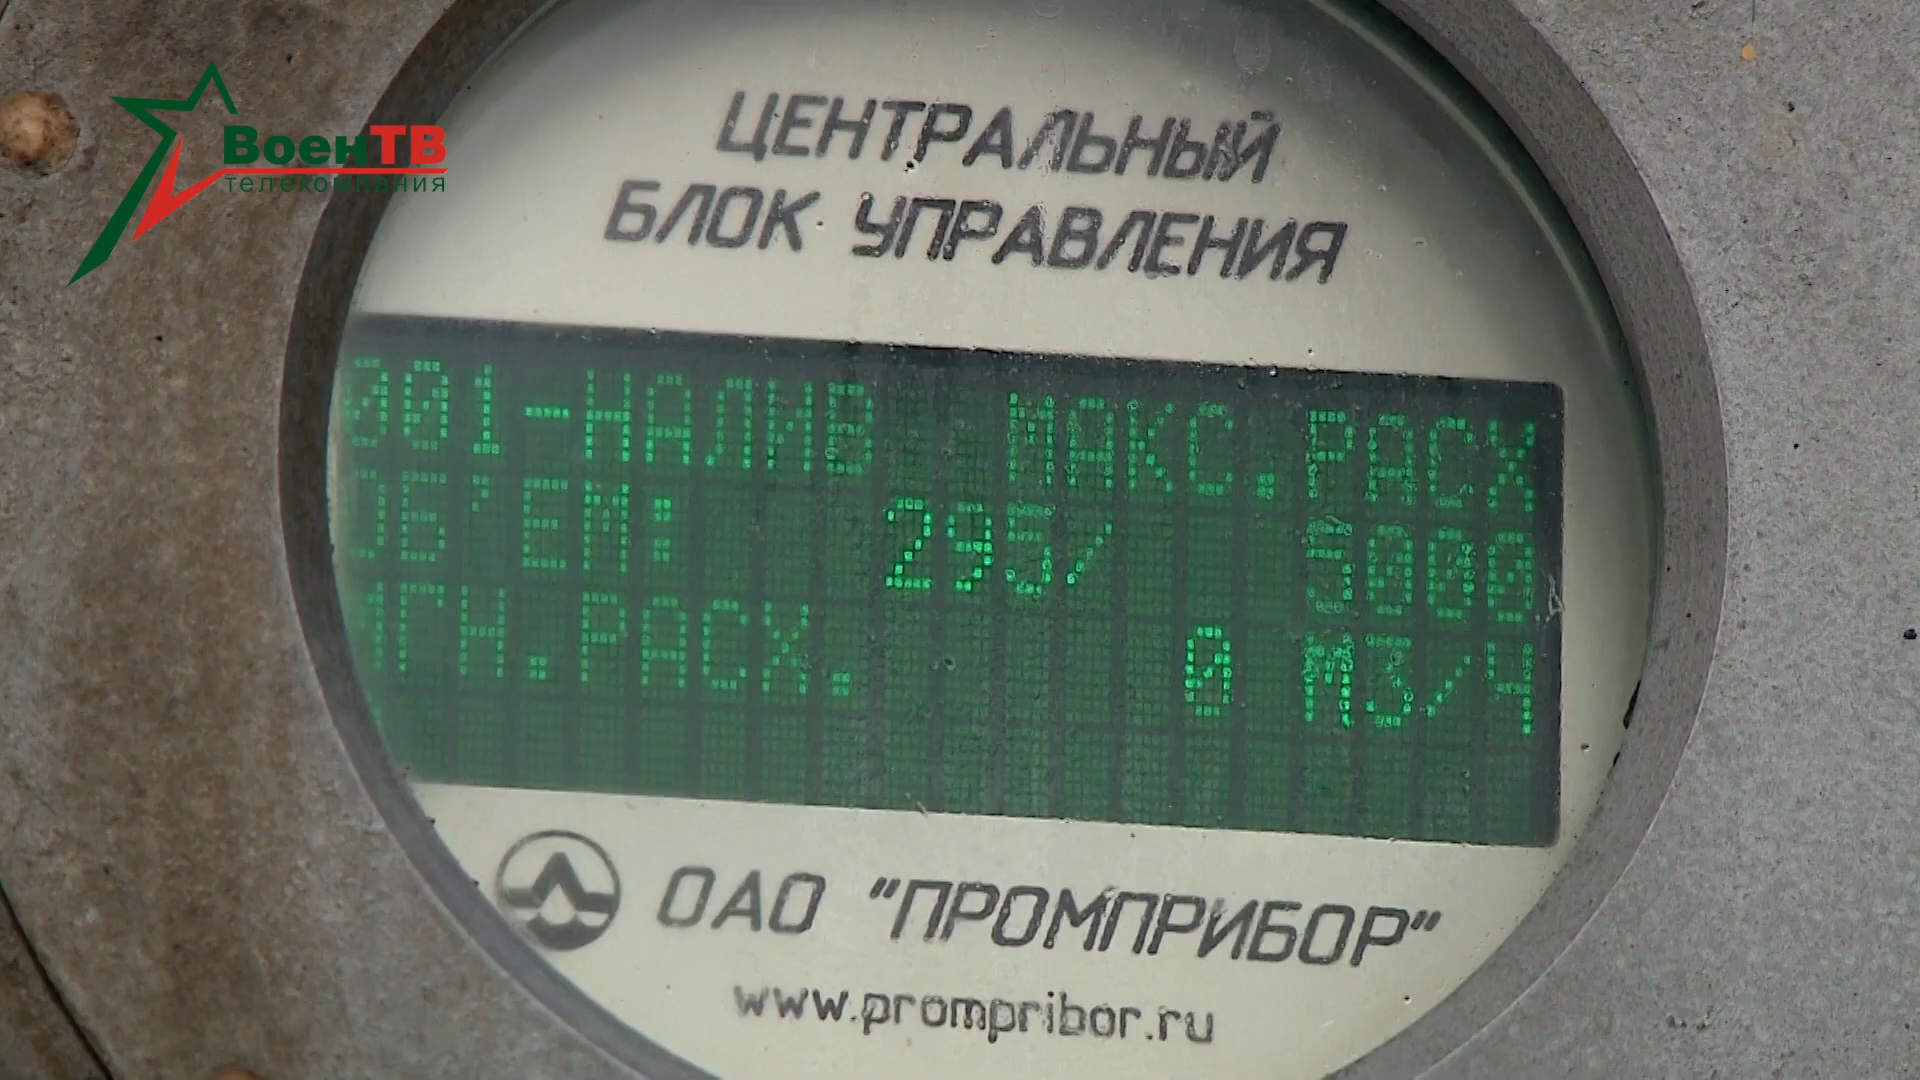 ВоенТВ
телекомпания
ЦЕНТРАЛЬНЫЙ
БЛОК УПРАВЛЕНИЯ
001-НАЛИВ МАКС.РАСХ
ОБ'ЕМ: 295/ 5000
МГН.РАСХ. 0 М3/Ч
ОАО "ПРОМПРИБОР"
www.prompribor.ru